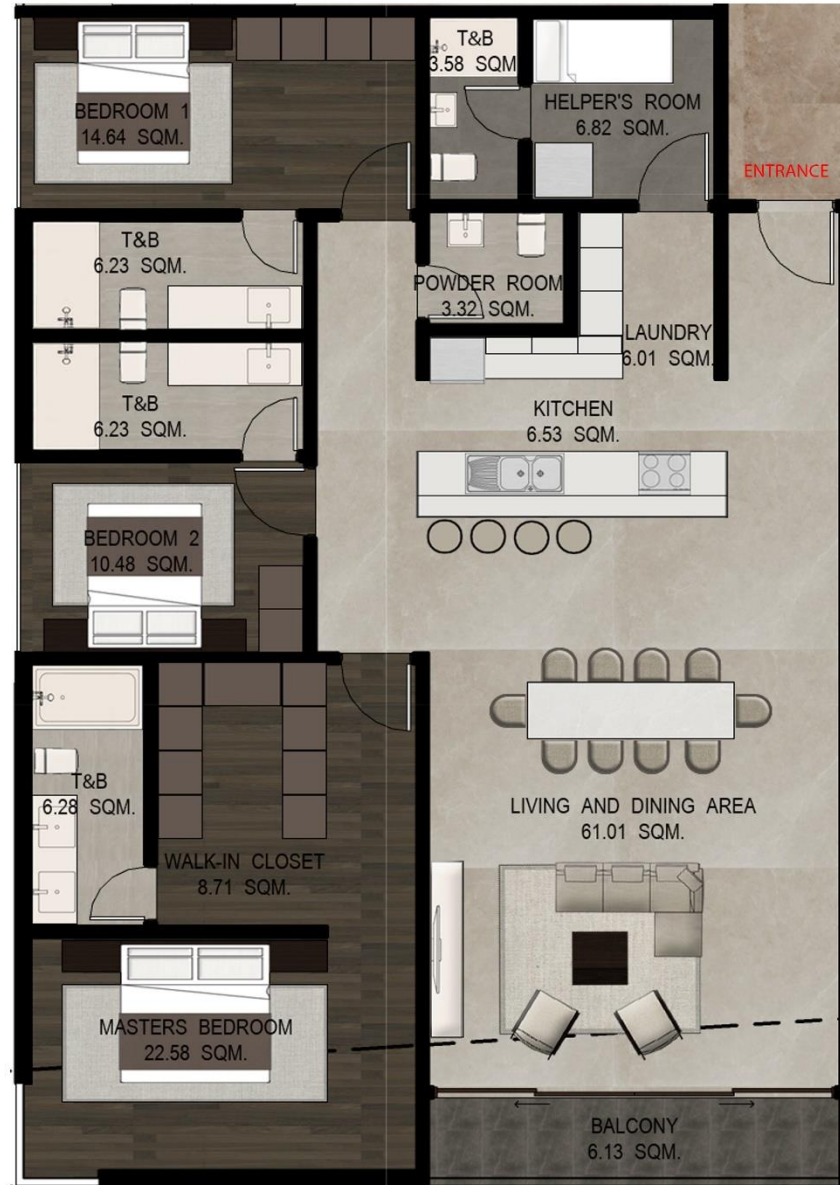 T&B
3.58 SQM
BEDROOM 1
14.64 SQM.
HELPER'S ROOM
6.82 SQM.
ENTRANCE
T&B
6.23 SQM.
POWDER ROOM
3.32 SQM.
LAUNDRY
6.01 SQM.
T&B
6.23 SQM.
KITCHEN
6.53 SQM.
BEDROOM 2
10.48 SQM.
T&B
6.28 SQM.
LIVING AND DINING AREA
61.01 SQM.
WALK-IN CLOSET
8.71 SQM.
MASTERS BEDROOM
22.58 SQM.
BALCONY
6.13 SQM.